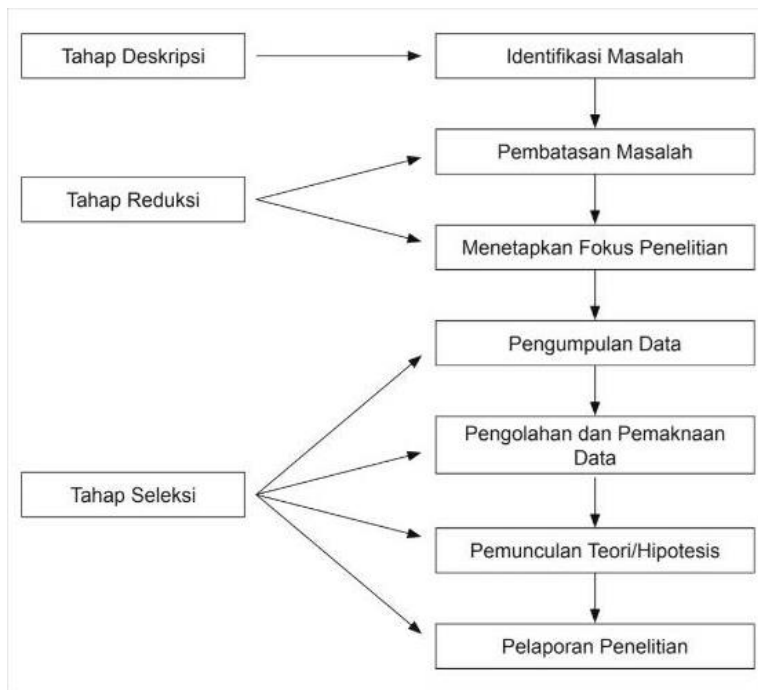 Tahap Deskripsi
Identifikasi Masalah
Pembatasan Masalah
Tahap Reduksi
Menetapkan Fokus Penelitian
Pengumpulan Data
Pengolahan dan Pemaknaan
Data
Tahap Seleksi
Pemunculan Teori/Hipotesis
Pelaporan Penelitian